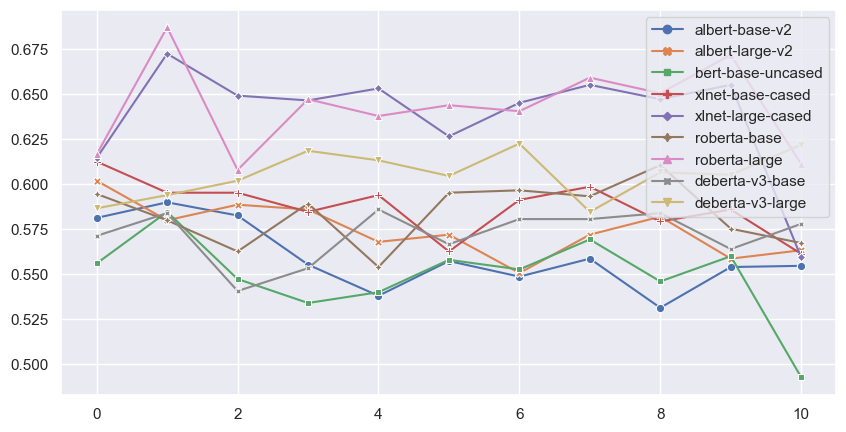 0.675
0.650
0.625
0.600
0.575
0.550
0.525
0.500
0
2
4
6
8
10
albert-base-v2
albert-large-v2
bert-base-uncased
xlnet-base-cased
xlnet-large-cased
roberta-base
roberta-large
deberta-v3-base
deberta-v3-large